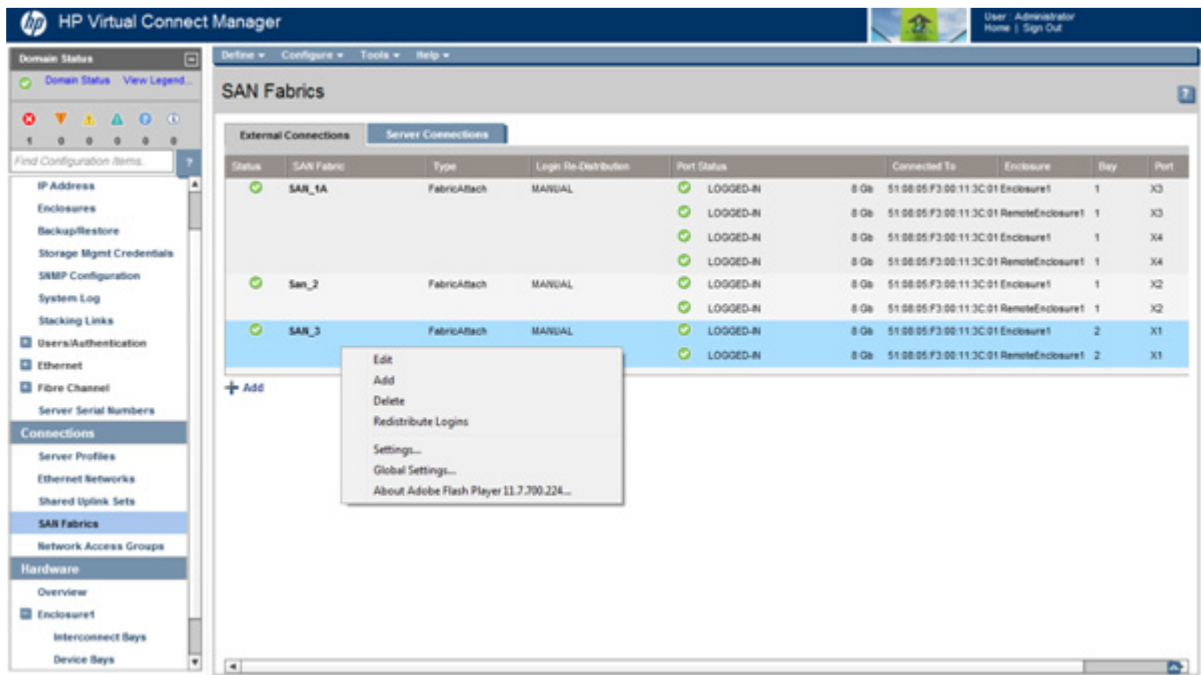 hp HP Virtual Connect Manager
User : Administrator
Home | Sign Out
Domain Status
Domain Status View Legend...
1 0 0 0 0 0
Find Configuration Items.
?
IP Address
Enclosures
Backup/Restore
Storage Mgmt Credentials
SNMP Configuration
System Log
Stacking Links
Users/Authentication
Ethernet
Fibre Channel
Server Serial Numbers
Connections
Server Profiles
Ethernet Networks
Shared Uplink Sets
SAN Fabrics
Network Access Groups
Hardware
Overview
Enclosure1
Interconnect Bays
Device Bays
Define Configure Tools Help
SAN Fabrics
?
External Connections Server Connections
Status SAN Fabric Type Login Re-Distribution Port Status Connected To Enclosure Bay Port
SAN_1A FabricAttach MANUAL LOGGED-IN 8 Gb 51:08:05:F3:00:11:3C:01 Enclosure1 1 X3
LOGGED-IN 8 Gb 51:08:05:F3:00:11:3C:01 RemoteEnclosure1 1 X3
LOGGED-IN 8 Gb 51:08:05:F3:00:11:3C:01 Enclosure1 1 X4
LOGGED-IN 8 Gb 51:08:05:F3:00:11:3C:01 RemoteEnclosure1 1 X4
San_2 FabricAttach MANUAL LOGGED-IN 8 Gb 51:08:05:F3:00:11:3C:01 Enclosure1 1 X2
LOGGED-IN 8 Gb 51:08:05:F3:00:11:3C:01 RemoteEnclosure1 1 X2
SAN_3 FabricAttach MANUAL LOGGED-IN 8 Gb 51:08:05:F3:00:11:3C:01 Enclosure1 2 X1
LOGGED-IN 8 Gb 51:08:05:F3:00:11:3C:01 RemoteEnclosure1 2 X1
Add
Edit
Add
Delete
Redistribute Logins
Settings...
Global Settings...
About Adobe Flash Player 11.7.700.224...